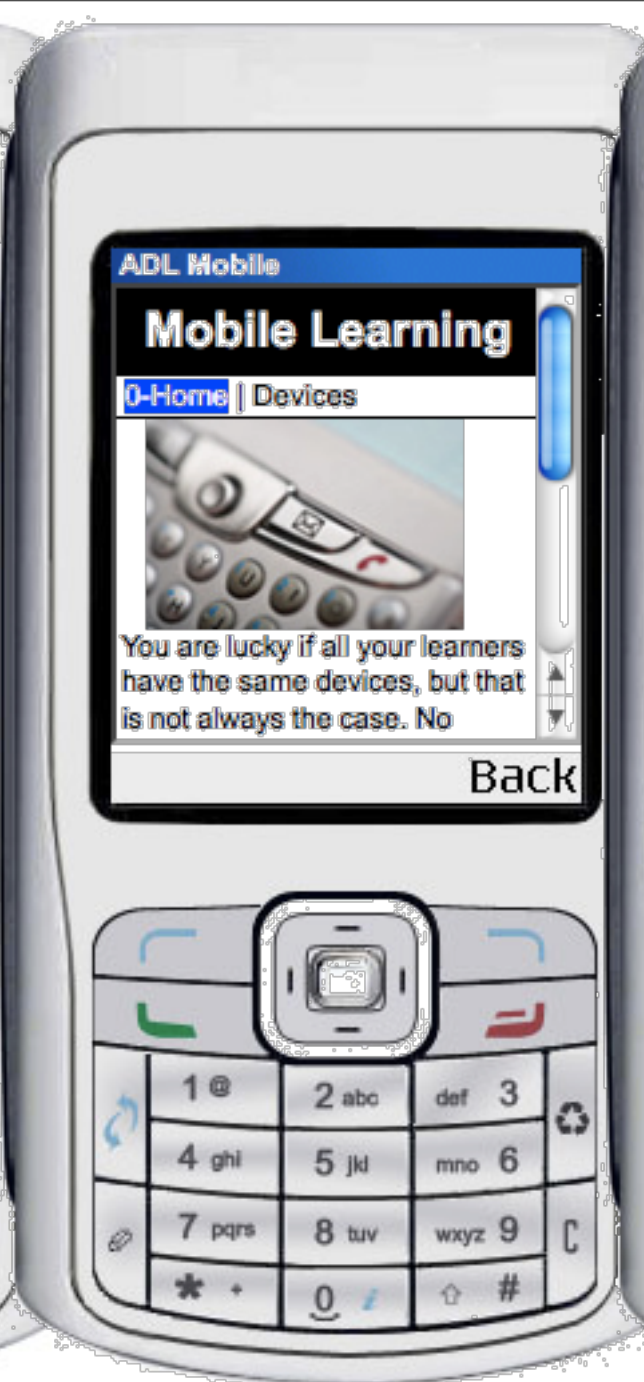 ADL Mobile
Mobile Learning
0-Home | Devices
You are lucky if all your learners
have the same devices, but that
is not always the case. No
Back
1 @
2 abc
def 3
4 ghi
5 jkl
mno 6
7 pqrs
8 tuv
wxyz 9
C
* +
0 i
#